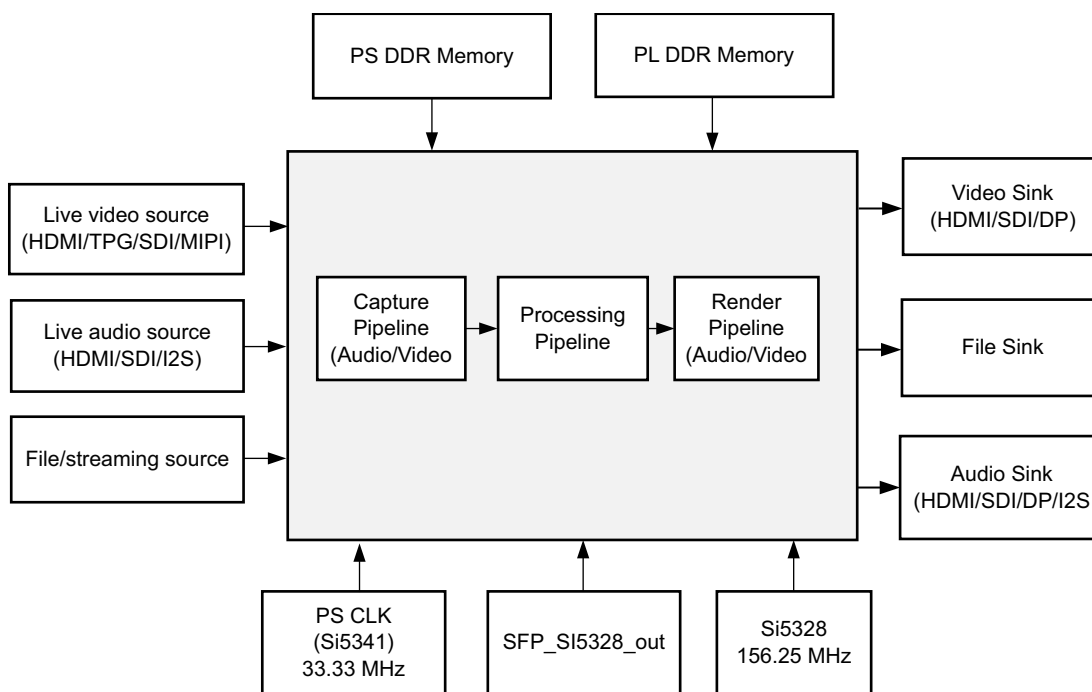 PS DDR Memory
PL DDR Memory
Live video source
(HDMI/TPG/SDI/MIPI)
Live audio source
(HDMI/SDI/I2S)
File/streaming source
Capture
Pipeline
(Audio/Video
Processing
Pipeline
Render
Pipeline
(Audio/Video
Video Sink
(HDMI/SDI/DP)
File Sink
Audio Sink
(HDMI/SDI/DP/I2S
PS CLK
(Si5341)
33.33 MHz
SFP_SI5328_out
Si5328
156.25 MHz